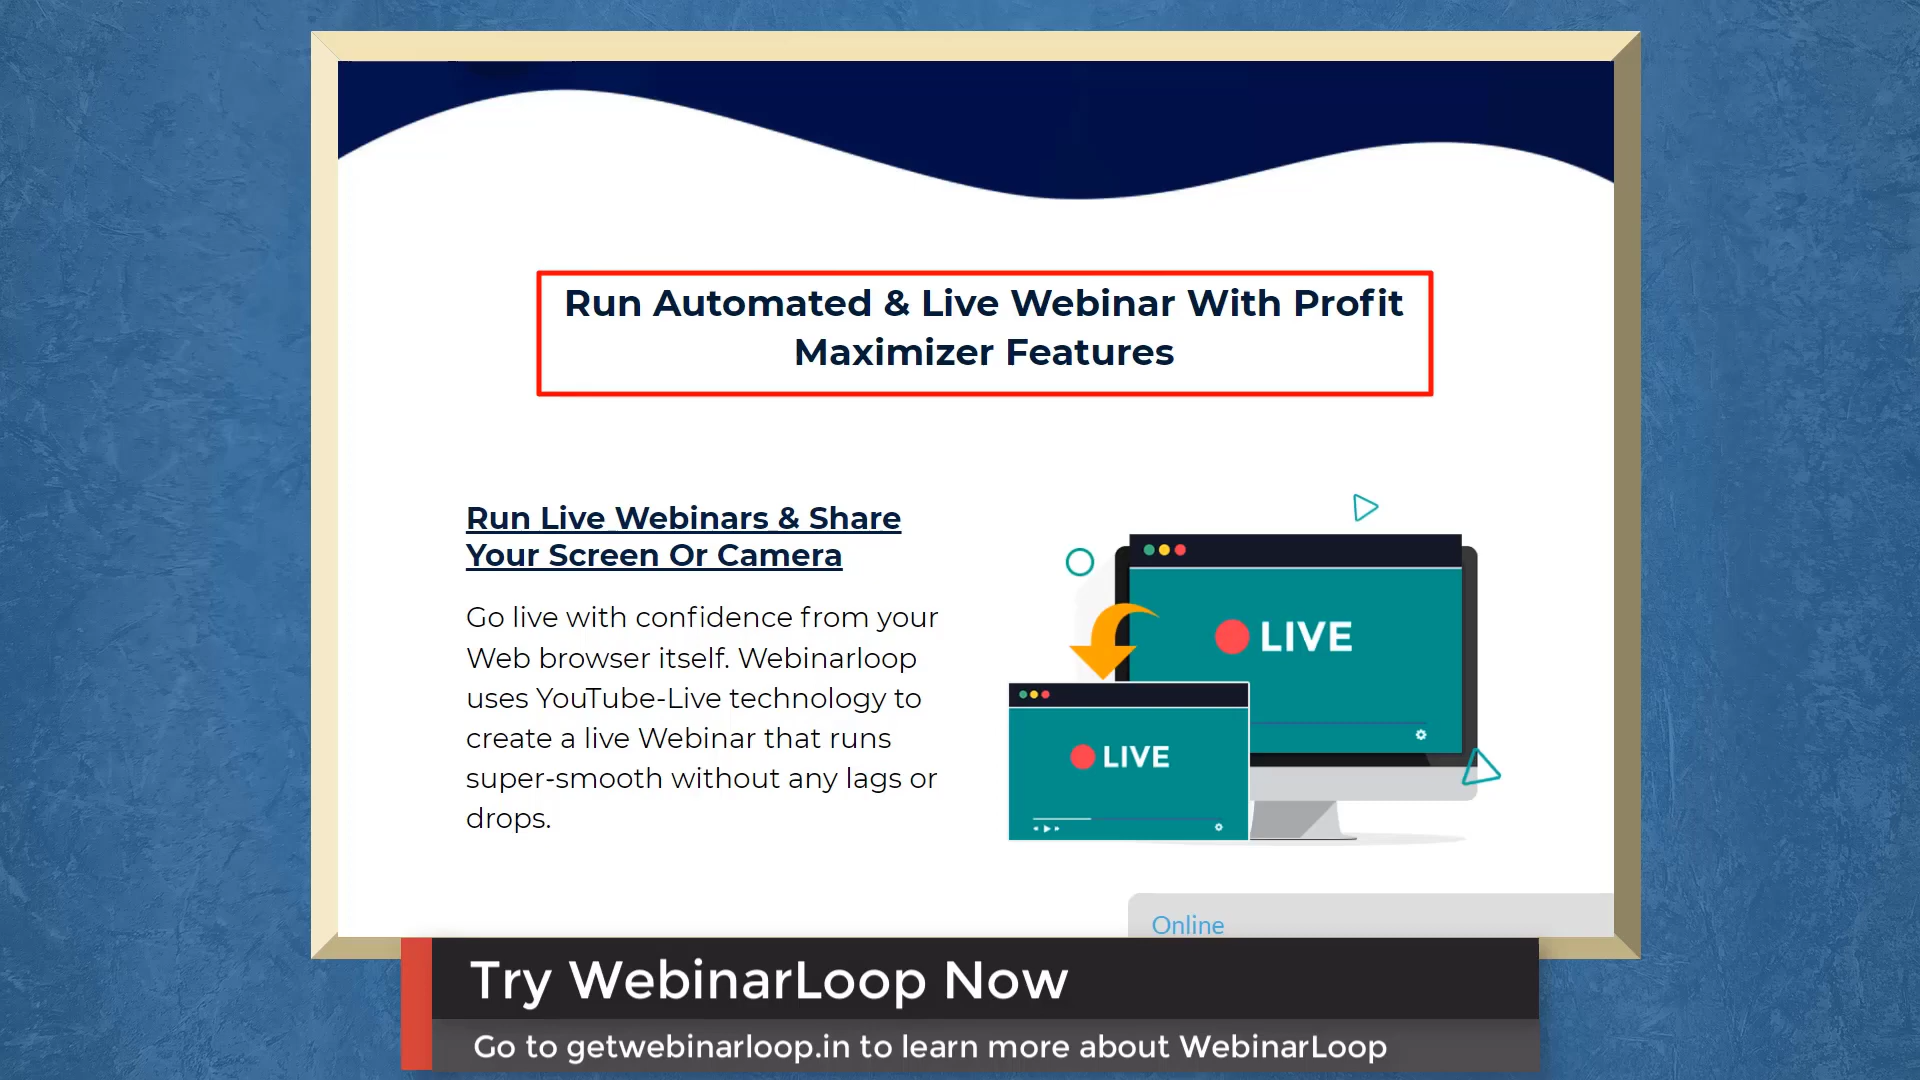 Run Automated & Live Webinar With Profit
Maximizer Features
Run Live Webinars & Share
Your Screen Or Camera
Go live with confidence from your
Web browser itself. Webinarloop
uses YouTube-Live technology to
create a live Webinar that runs
super-smooth without any lags or
drops.
LIVE
LIVE
Online
Try WebinarLoop Now
Go to getwebinarloop.in to learn more about WebinarLoop